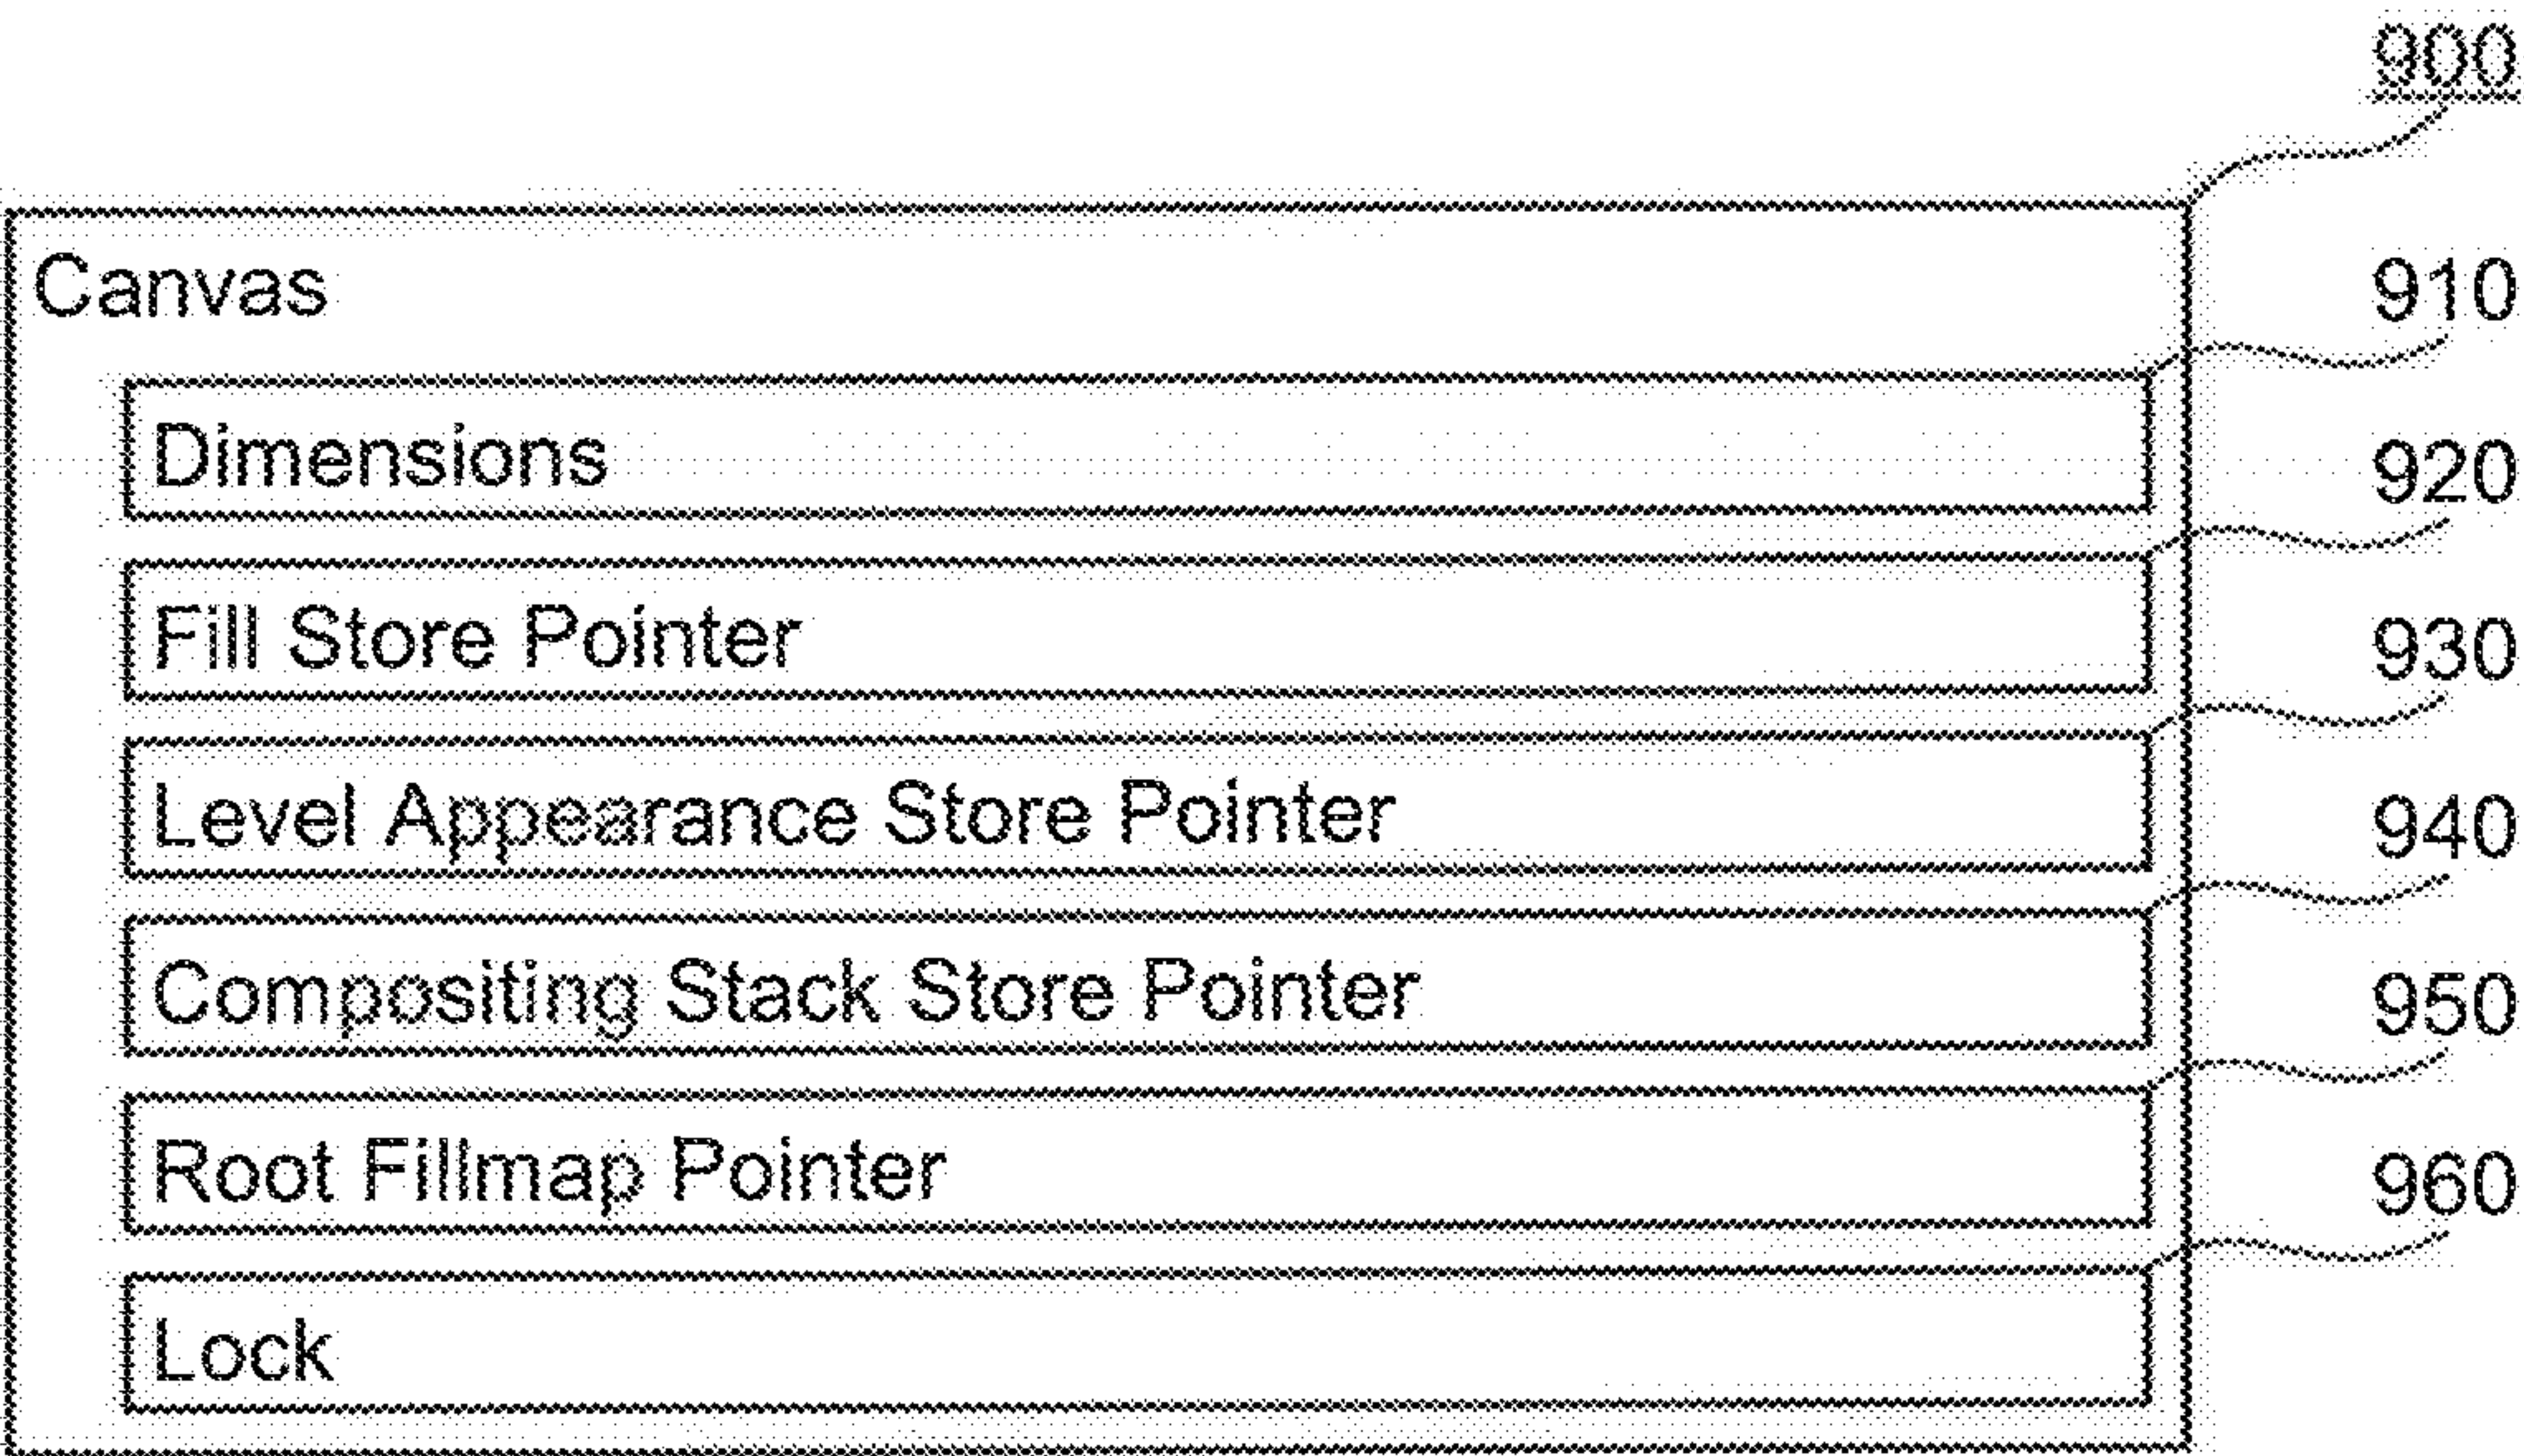 900
Canvas
910
Dimensions
920
Fill Store Pointer
930
Level Appearance Store Pointer
940
Compositing Stack Store Pointer
950
Root Fillmap Pointer
960
Lock